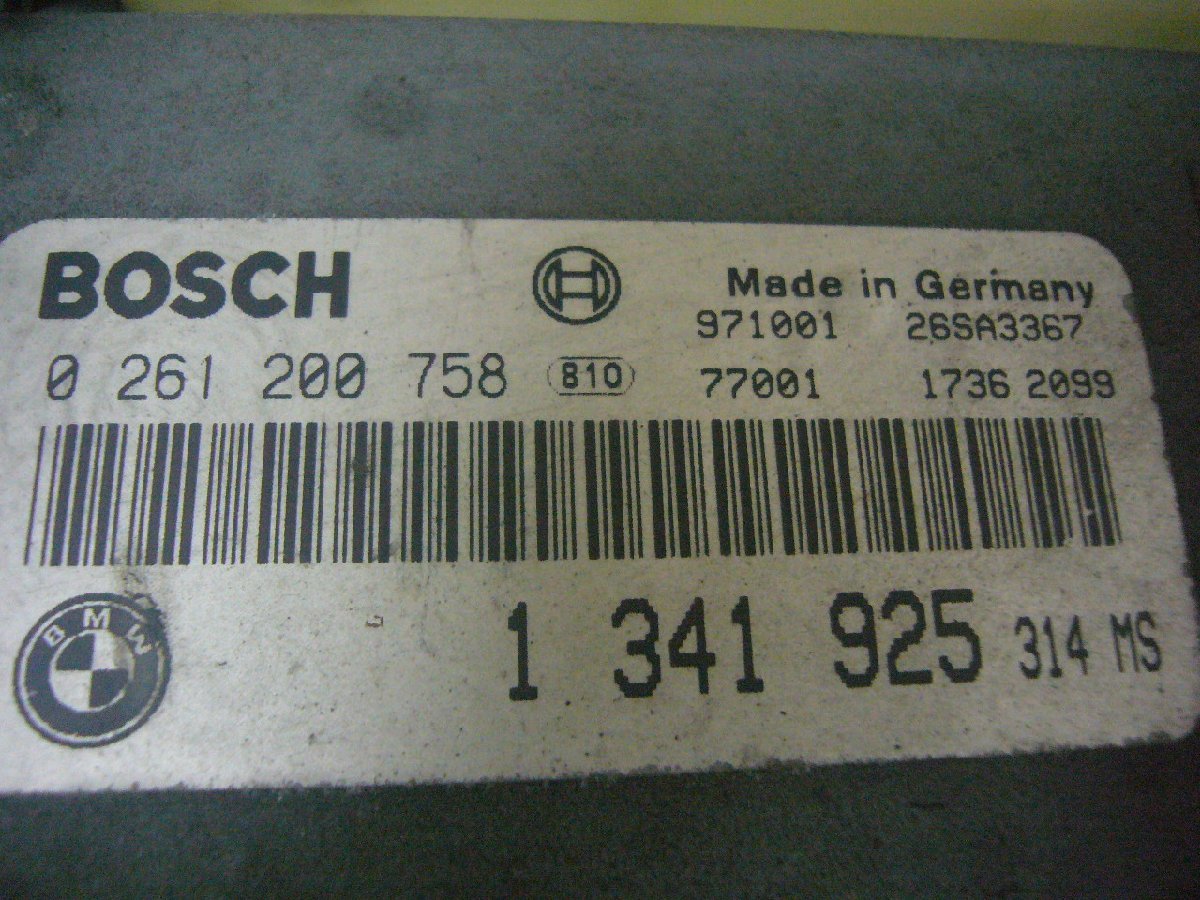 BOSCH Made in Germany
971001 26SA3367
0 261 200 758 810 77001 1736 2099
BMW 1 341 925 314 MS